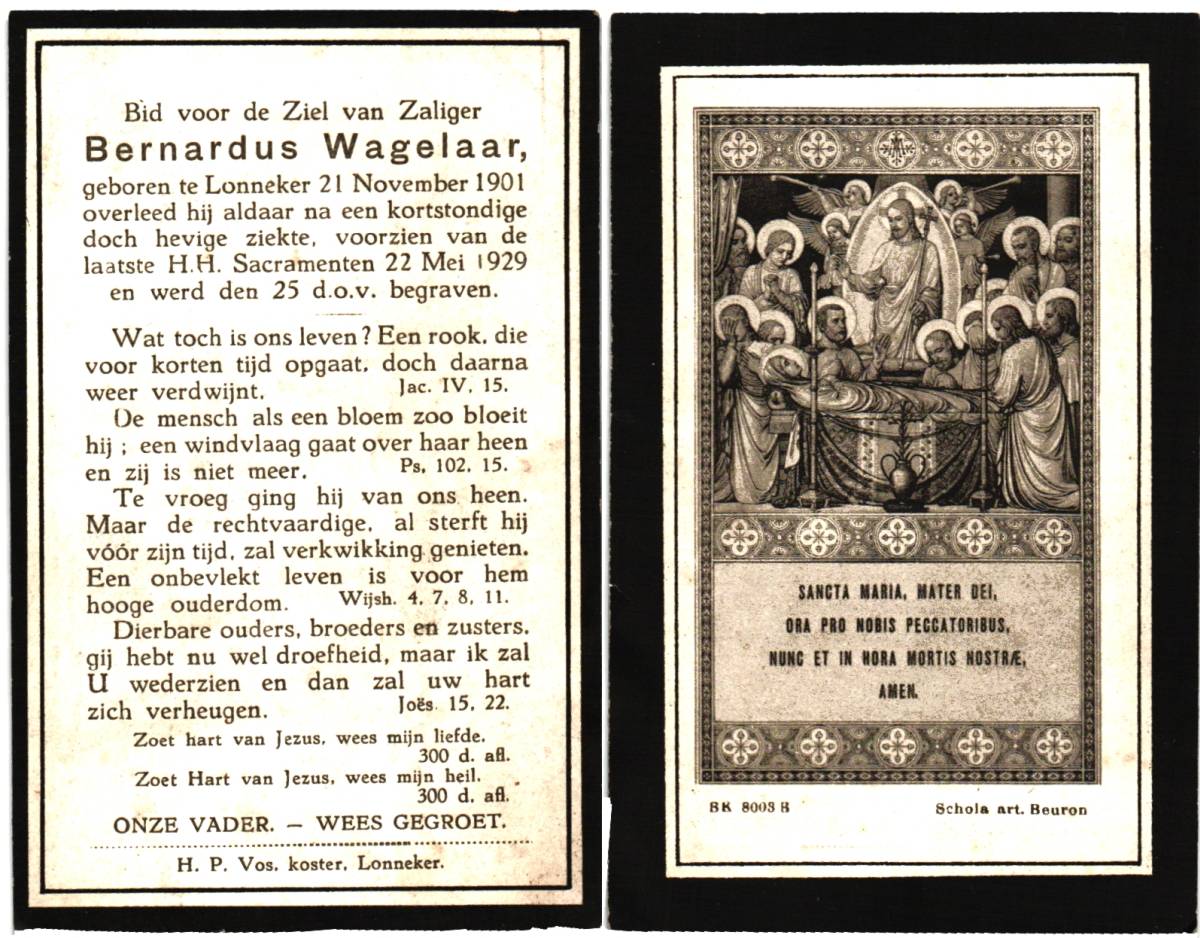 Bid voor de Ziel van Zaliger
Bernardus Wagelaar,
geboren te Lonneker 21 November 1901
overleed hij aldaar na een kortstondige
doch hevige ziekte, voorzien van de
laatste H.H. Sacramenten 22 Mei 1929
en werd den 25 d.o.v. begraven.
Wat toch is ons leven? Een rook, die
voor korten tijd opgaat, doch daarna
weer verdwijnt. Jac. IV, 15.
De mensch als een bloem zoo bloeit
hij; een windvlaag gaat over haar heen
en zij is niet meer. Ps. 102, 15.
Te vroeg ging hij van ons heen.
Maar de rechtvaardige, al sterft hij
vóór zijn tijd, zal verkwikking genieten.
Een onbevlekt leven is voor hem
hooge ouderdom. Wijsh. 4, 7, 8, 11.
Dierbare ouders, broeders en zusters,
gij hebt nu wel droefheid, maar ik zal
U wederzien en dan zal uw hart
zich verheugen. Joës. 15, 22.
Zoet hart van Jezus, wees mijn liefde.
300 d. afl.
Zoet Hart van Jezus, wees mijn heil.
300 d. afl.
ONZE VADER. — WEES GEGROET.
H. P. Vos, koster, Lonneker.
SANCTA MARIA, MATER DEI,
ORA PRO NOBIS PECCATORIBUS,
NUNC ET IN HORA MORTIS NOSTRÆ,
AMEN.
BK 8003 B Schola art. Beuron